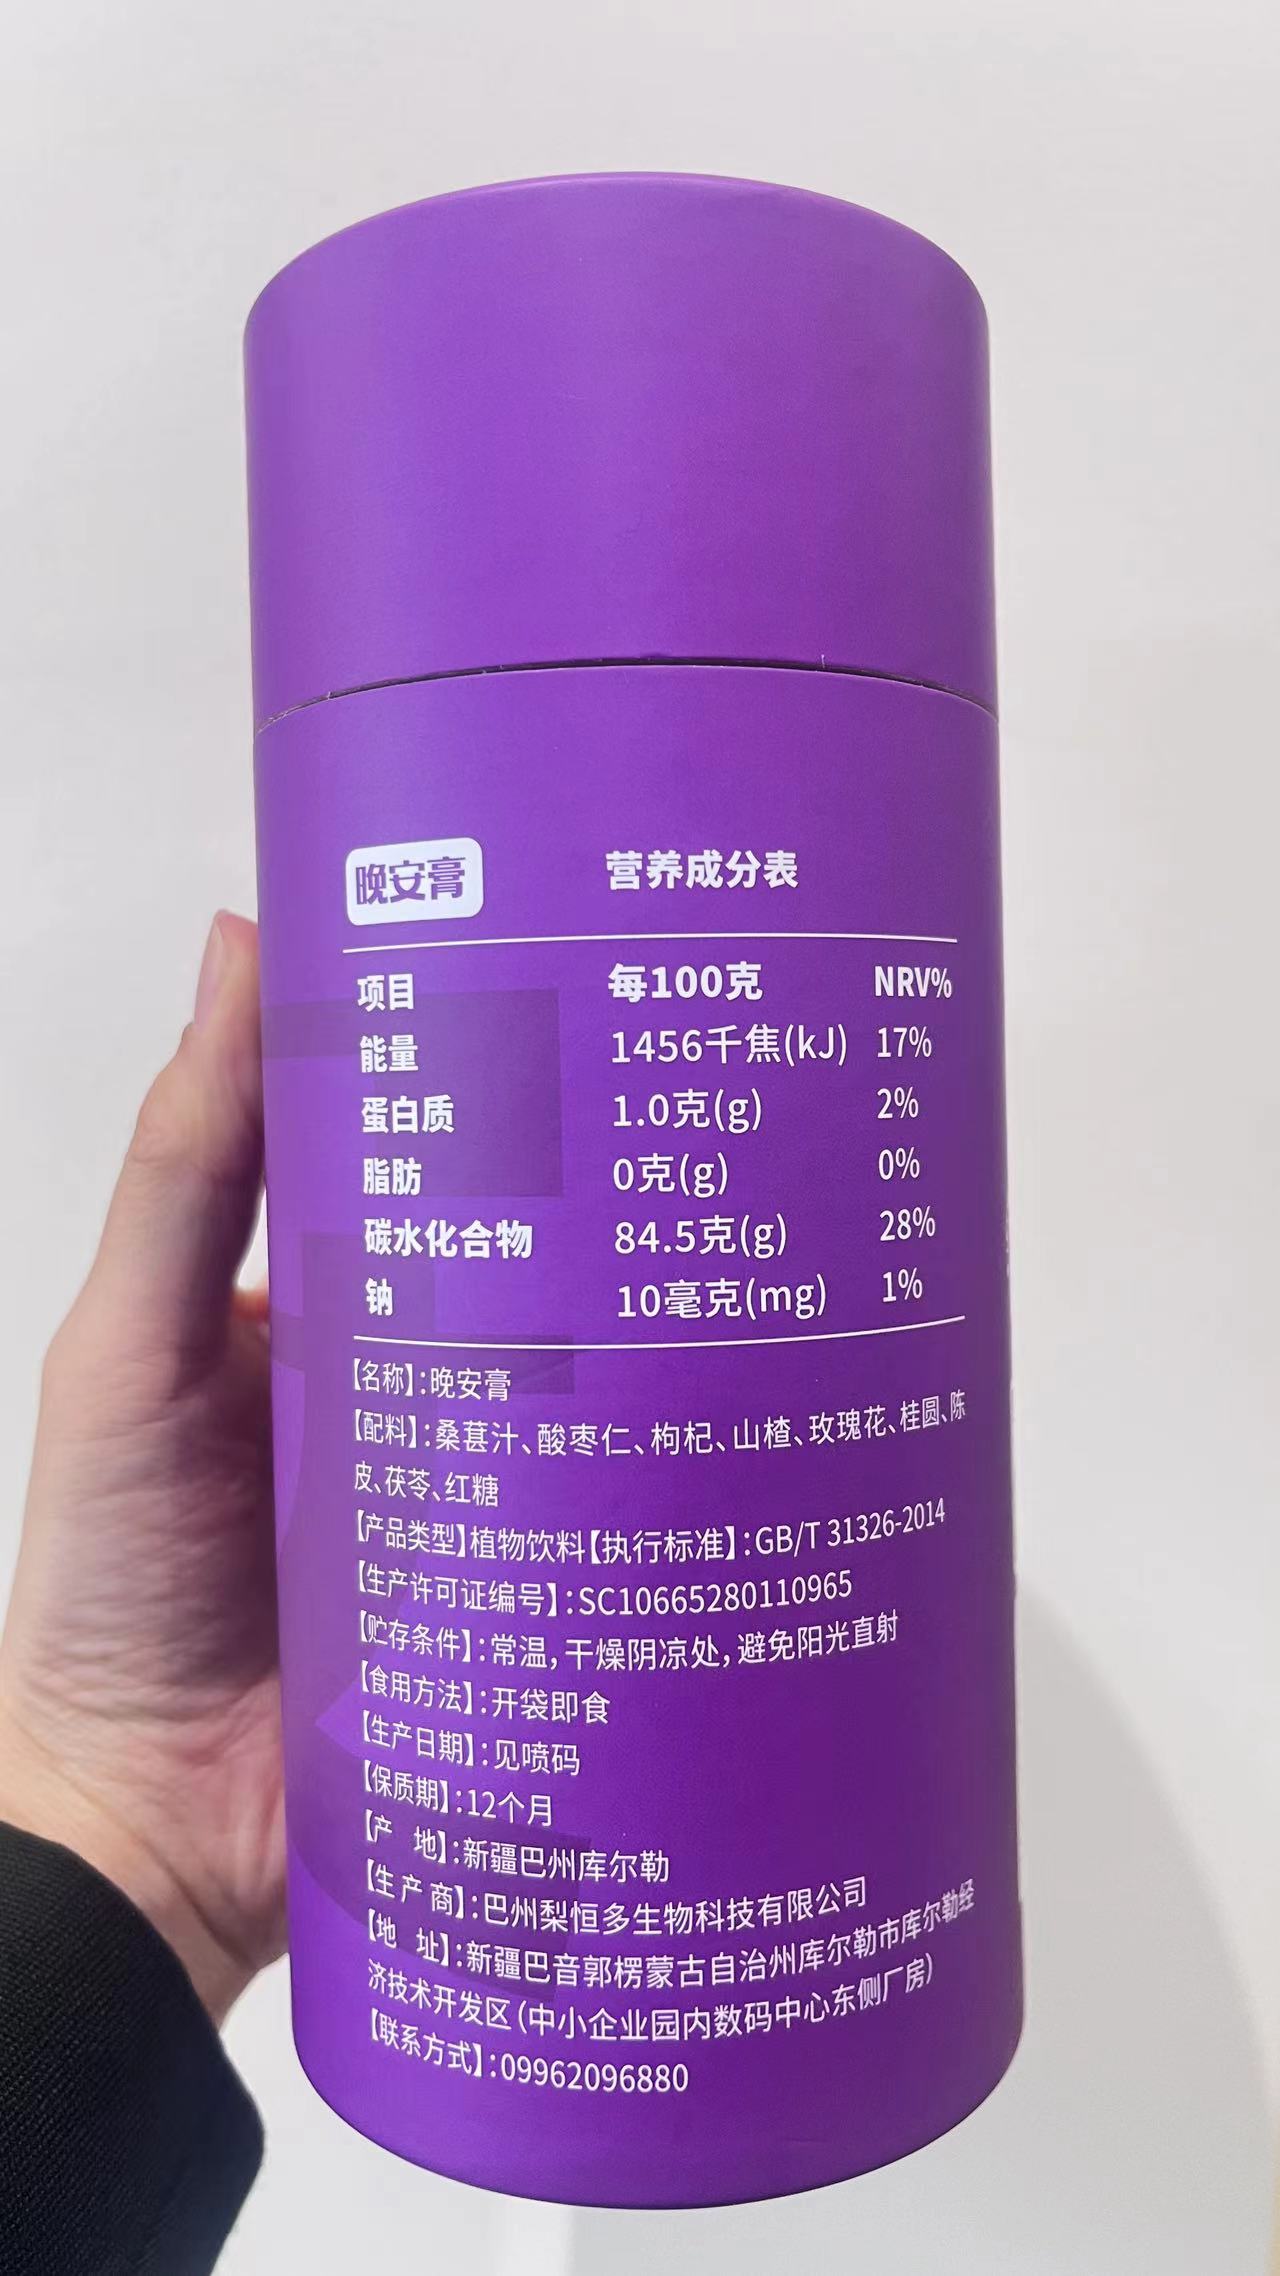 晚安膏 营养成分表
项目 每100克 NRV%
能量 1456千焦(kJ) 17%
蛋白质 1.0克(g) 2%
脂肪 0克(g) 0%
碳水化合物 84.5克(g) 28%
钠 10毫克(mg) 1%
【名称】:晚安膏
【配料】:桑葚汁、酸枣仁、枸杞、山楂、玫瑰花、桂圆、陈
皮、茯苓、红糖
【产品类型】植物饮料【执行标准】:GB/T 31326-2014
【生产许可证编号】:SC10665280110965
【贮存条件】:常温,干燥阴凉处,避免阳光直射
【食用方法】:开袋即食
【生产日期】:见喷码
【保质期】:12个月
【产 地】:新疆巴州库尔勒
【生产商】:巴州梨恒多生物科技有限公司
【地 址】:新疆巴音郭楞蒙古自治州库尔勒市库尔勒经
济技术开发区(中小企业园内数码中心东侧厂房)
【联系方式】:09962096880